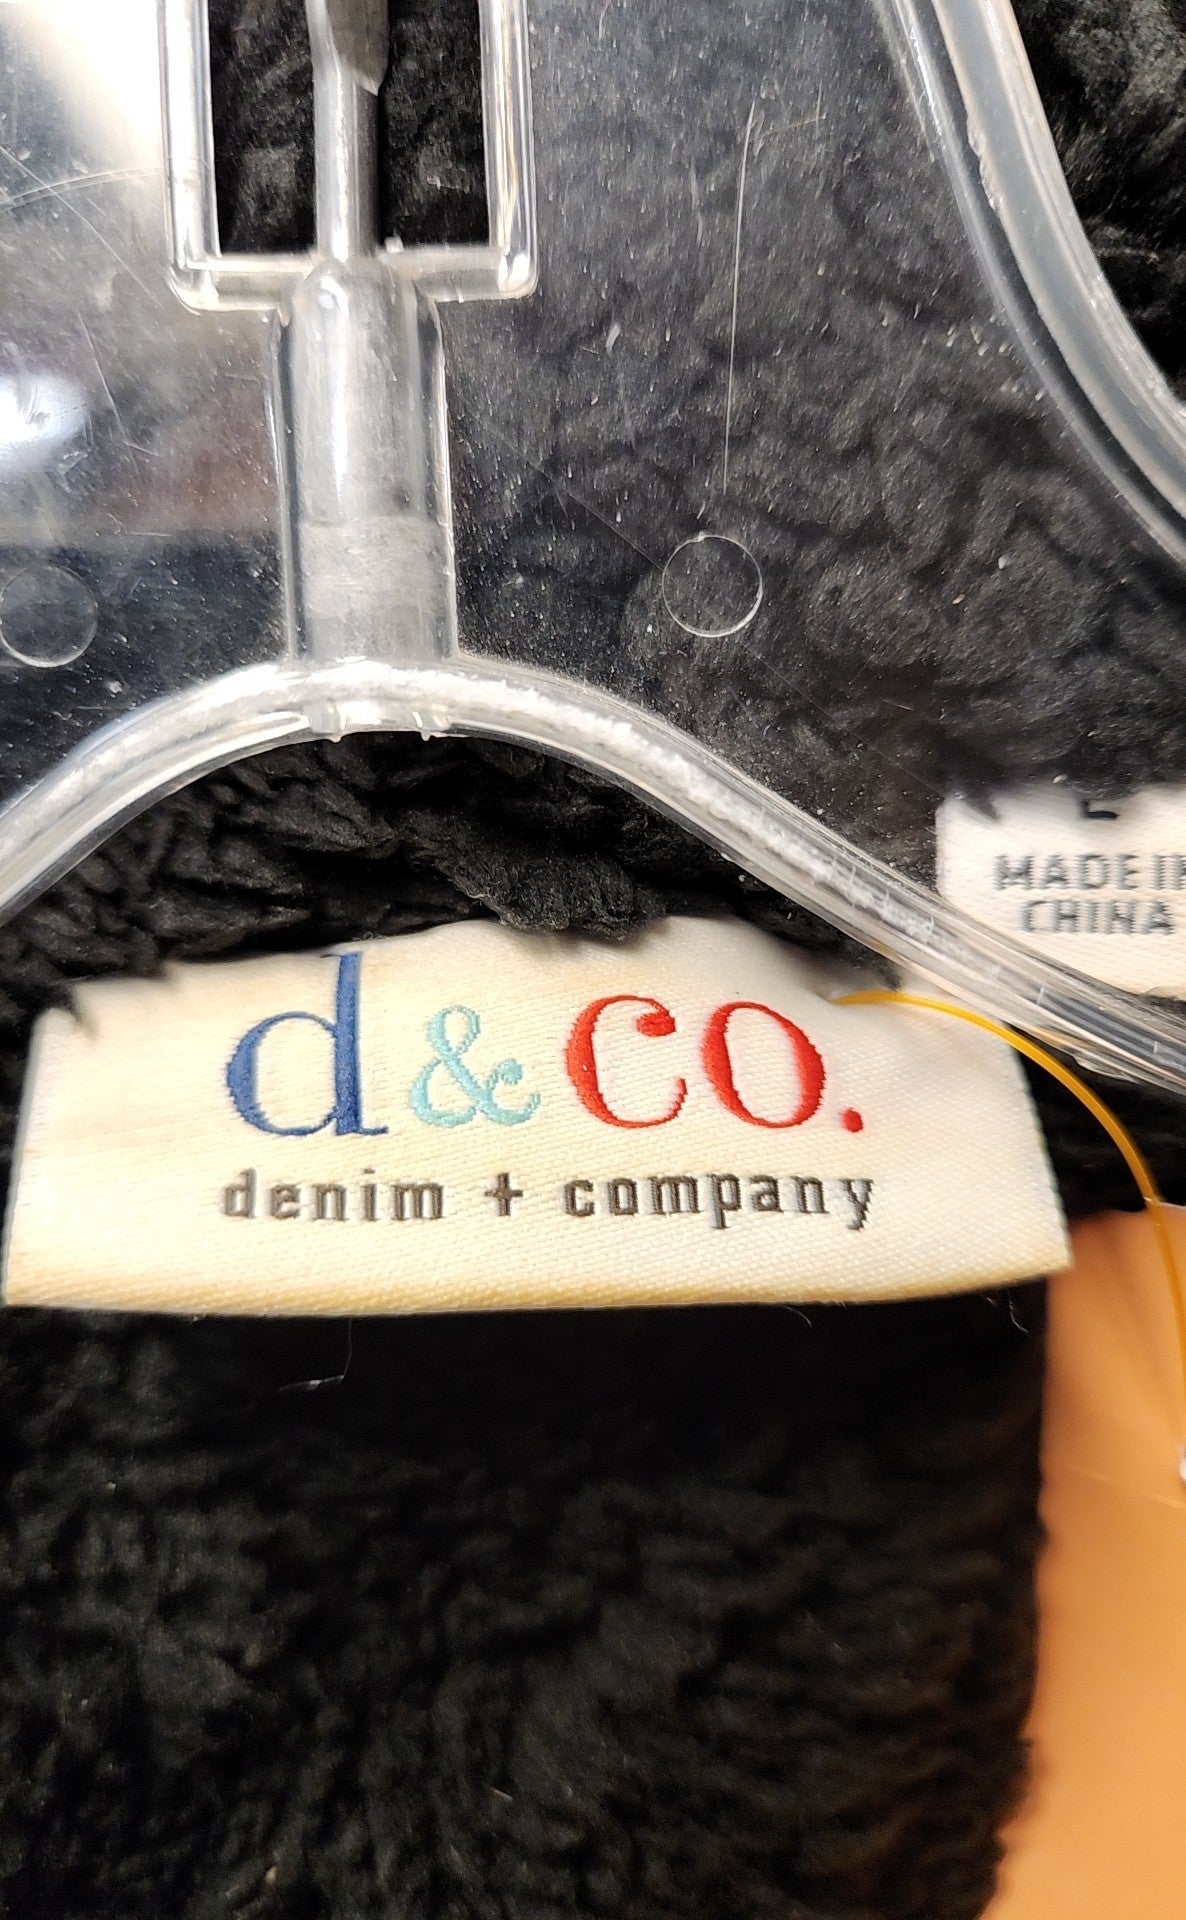 MADE IN
CHINA
d & co.
denim + company